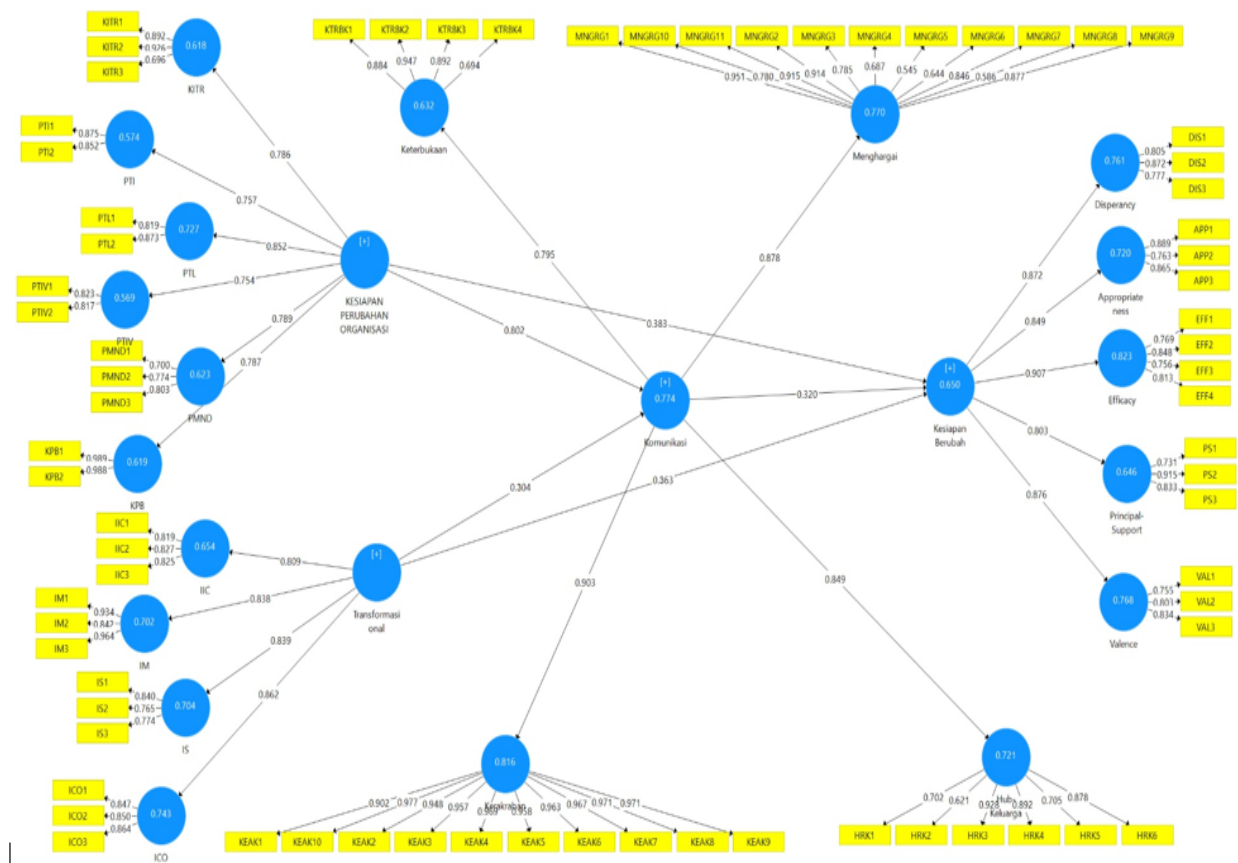 KITR1
KITR2
KITR3
0.892
0.926
0.696
0.618
KITR
KTRBK1
KTRBK2
KTRBK3
KTRBK4
0.884
0.947
0.892
0.694
0.632
Keterbukaan
MNGRG1
MNGRG10
MNGRG11
MNGRG2
MNGRG3
MNGRG4
MNGRG5
MNGRG6
MNGRG7
MNGRG8
MNGRG9
0.951
0.780
0.915
0.914
0.785
0.687
0.545
0.644
0.846
0.586
0.877
0.770
Menghargai
PTI1
PTI2
0.875
0.852
0.574
PTI
0.786
0.757
PTL1
PTL2
0.819
0.873
0.727
PTL
0.852
PTIV1
PTIV2
0.823
0.817
0.569
PTIV
0.754
[+]
KESIAPAN
PERUBAHAN
ORGANISASI
PMND1
PMND2
PMND3
0.700
0.774
0.803
0.623
PMND
0.789
0.787
KPB1
KPB2
0.989
0.988
0.619
KPB
0.795
0.878
0.802
0.383
[+]
0.774
Komunikasi
0.320
0.304
0.363
[+]
0.650
Kesiapan
Berubah
DIS1
DIS2
DIS3
0.805
0.872
0.777
0.761
Disperancy
0.872
APP1
APP2
APP3
0.889
0.763
0.865
0.720
Appropriate
ness
0.849
EFF1
EFF2
EFF3
EFF4
0.769
0.848
0.756
0.813
0.823
Efficacy
0.907
PS1
PS2
PS3
0.731
0.915
0.833
0.646
Principal-
Support
0.803
VAL1
VAL2
VAL3
0.755
0.803
0.834
0.768
Valence
0.876
IIC1
IIC2
IIC3
0.819
0.827
0.825
0.654
IIC
0.809
[+]
Transformasi
onal
IM1
IM2
IM3
0.934
0.842
0.964
0.702
IM
0.838
IS1
IS2
IS3
0.840
0.765
0.774
0.704
IS
0.839
ICO1
ICO2
ICO3
0.847
0.850
0.864
0.743
ICO
0.862
0.903
0.849
0.816
Kerakraban
0.902
0.977
0.948
0.957
0.969
0.958
0.963
0.967
0.971
0.971
KEAK1
KEAK10
KEAK2
KEAK3
KEAK4
KEAK5
KEAK6
KEAK7
KEAK8
KEAK9
0.721
Hub
Keluarga
0.702
0.621
0.928
0.892
0.705
0.878
HRK1
HRK2
HRK3
HRK4
HRK5
HRK6